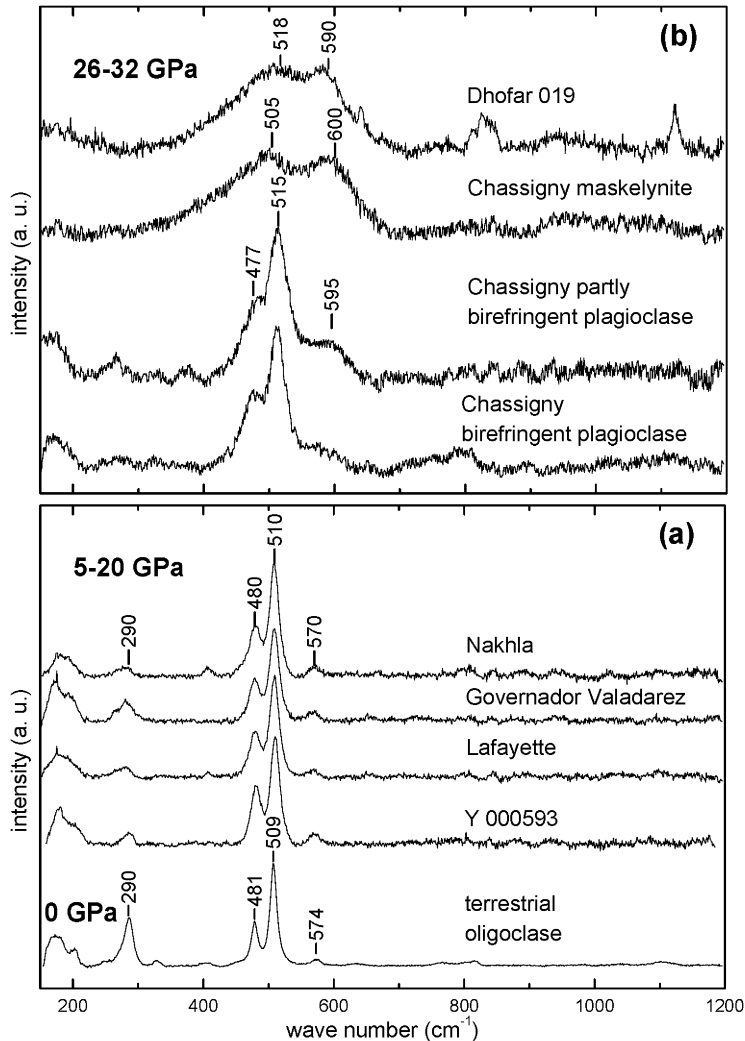 (b)
26-32 GPa
518
590
Dhofar 019
505
600
Chassigny maskelynite
515
477
595
Chassigny partly
birefringent plagioclase
Chassigny
birefringent plagioclase
intensity (a. u.)
(a)
5-20 GPa
510
480
290
570
Nakhla
Governador Valadarez
Lafayette
Y 000593
509
481
290
574
0 GPa
terrestrial
oligoclase
intensity (a. u.)
200 400 600 800 1000 1200
wave number (cm⁻¹)